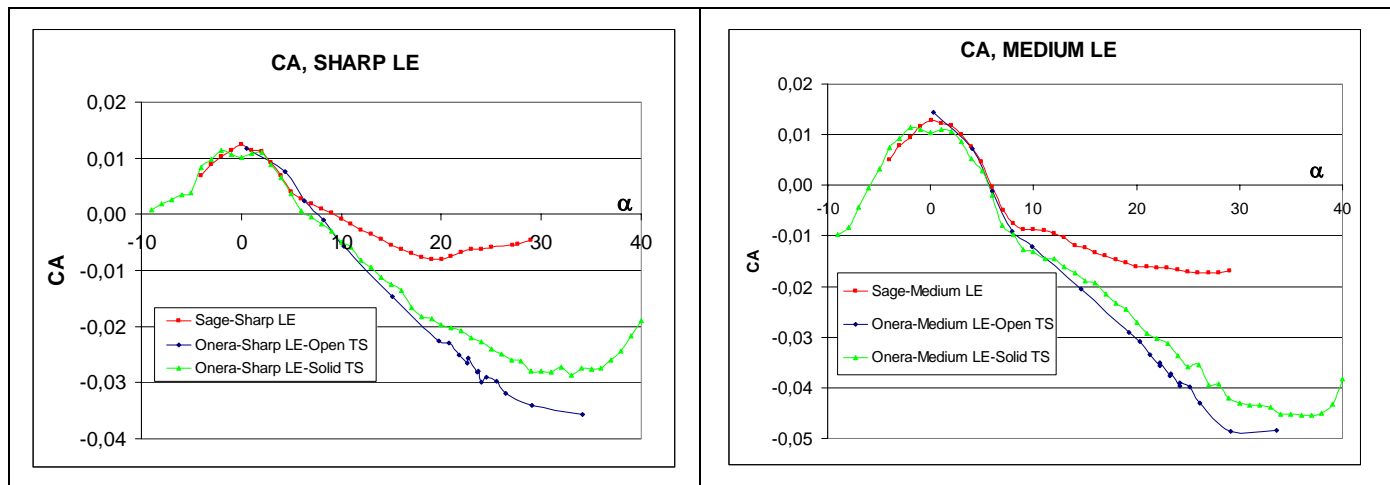 CA, SHARP LE
0,02
0,01
0,00
-0,01
-0,02
-0,03
-0,04
-10 0 10 20 30 40
α
CA
Sage-Sharp LE
Onera-Sharp LE-Open TS
Onera-Sharp LE-Solid TS
CA, MEDIUM LE
0,02
0,01
0,00
-0,01
-0,02
-0,03
-0,04
-0,05
-10 0 10 20 30 40
α
CA
Sage-Medium LE
Onera-Medium LE-Open TS
Onera-Medium LE-Solid TS